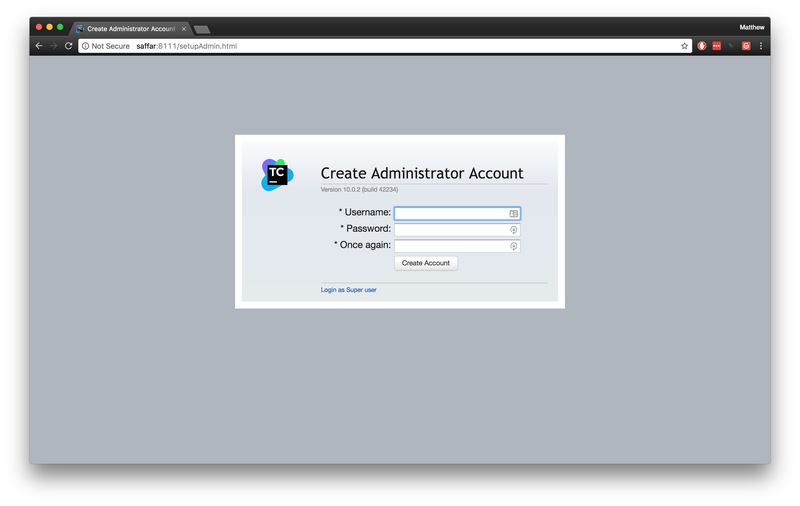 Create Administrator Account
Matthew
Not Secure saffar:8111/setupAdmin.html
TC
Create Administrator Account
Version 10.0.2 (build 42234)
* Username:
* Password:
* Once again:
Create Account
Login as Super user